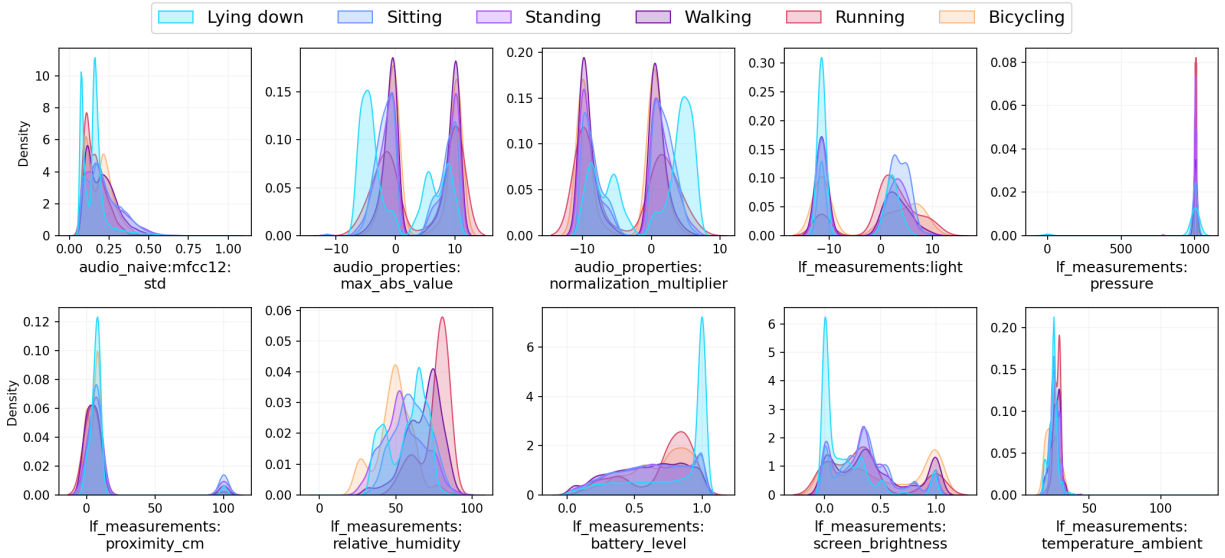 Lying down Sitting Standing Walking Running Bicycling
Density
10
8
6
4
2
0
0.00 0.25 0.50 0.75 1.00
audio_naive:mfcc12:
std
0.15
0.10
0.05
0.00
−10 0 10
audio_properties:
max_abs_value
0.20
0.15
0.10
0.05
0.00
−10 0 10
audio_properties:
normalization_multiplier
0.30
0.25
0.20
0.15
0.10
0.05
0.00
−10 0 10
lf_measurements:light
0.08
0.06
0.04
0.02
0.00
0 500 1000
lf_measurements:
pressure
Density
0.12
0.10
0.08
0.06
0.04
0.02
0.00
0 50 100
lf_measurements:
proximity_cm
0.06
0.05
0.04
0.03
0.02
0.01
0.00
0 50 100
lf_measurements:
relative_humidity
6
4
2
0
0.0 0.5 1.0
lf_measurements:
battery_level
6
5
4
3
2
1
0
0.0 0.5 1.0
lf_measurements:
screen_brightness
0.20
0.15
0.10
0.05
0.00
0 50 100
lf_measurements:
temperature_ambient